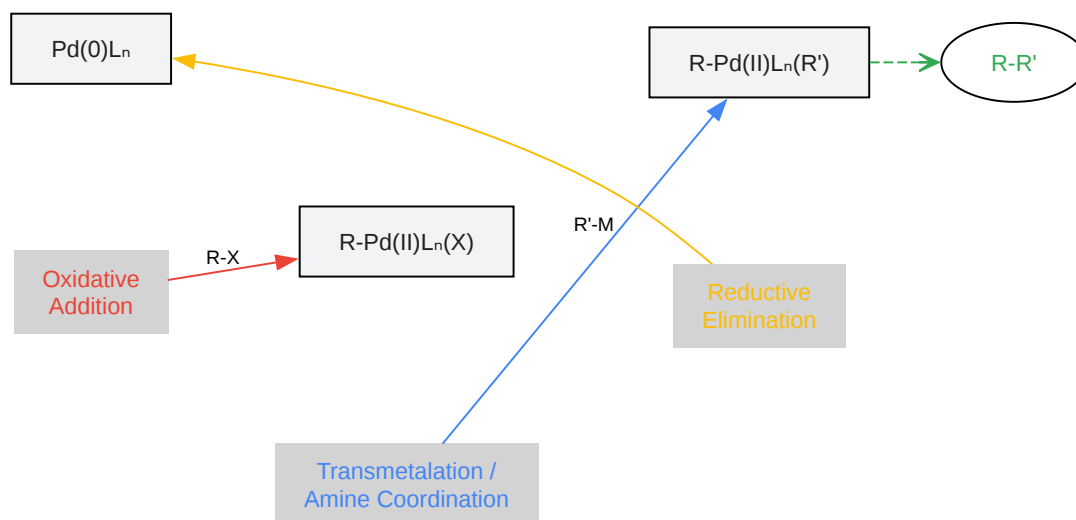 Pd(0)Lₙ
R-Pd(II)Lₙ(R')
R-R'
R-Pd(II)Lₙ(X)
R'-M
R-X
Oxidative
Addition
Reductive
Elimination
Transmetalation /
Amine Coordination